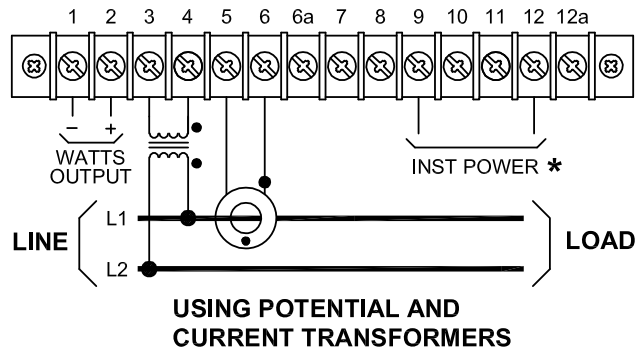 1 2 3 4 5 6 6a 7 8 9 10 11 12 12a
− +
WATTS
OUTPUT
INST POWER *
L1
LINE
LOAD
L2
USING POTENTIAL AND
CURRENT TRANSFORMERS